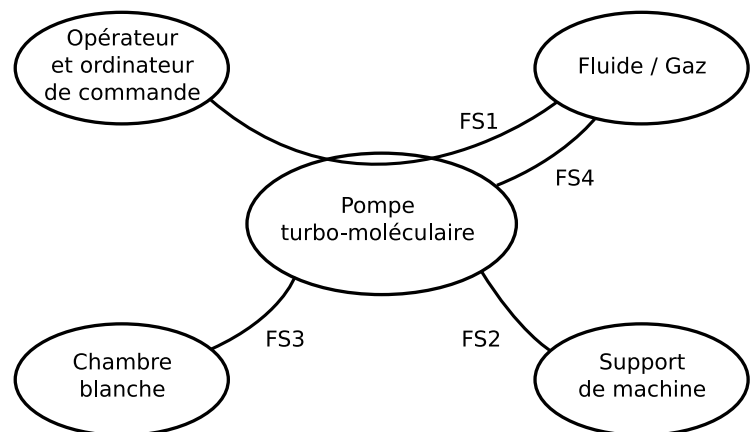 Opérateur
et ordinateur
de commande
Fluide / Gaz
FS1
FS4
Pompe
turbo-moléculaire
FS3
FS2
Chambre
blanche
Support
de machine